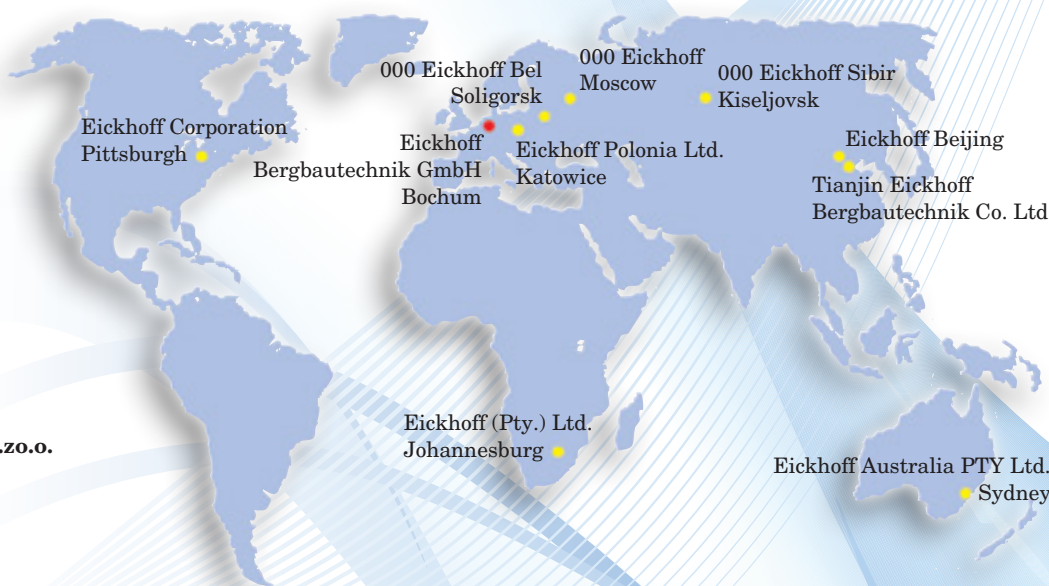 000 Eickhoff Bel
Soligorsk
000 Eickhoff
Moscow
000 Eickhoff Sibir
Kiseljovsk
Eickhoff Corporation
Pittsburgh
Eickhoff
Bergbautechnik GmbH
Bochum
Eickhoff Polonia Ltd.
Katowice
Eickhoff Beijing
Tianjin Eickhoff
Bergbautechnik Co. Ltd
Eickhoff (Pty.) Ltd.
Johannesburg
.zo.o.
Eickhoff Australia PTY Ltd.
Sydney